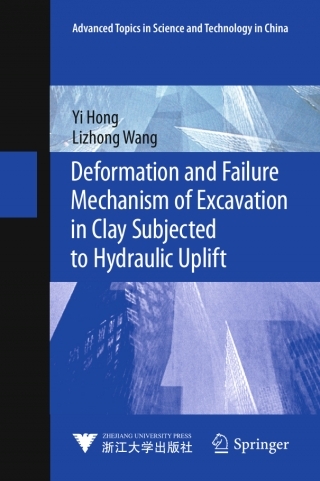 Advanced Topics in Science and Technology in China
Yi Hong
Lizhong Wang
Deformation and Failure
Mechanism of Excavation
in Clay Subjected
to Hydraulic Uplift
ZHEJIANG UNIVERSITY PRESS
浙江大学出版社
Springer